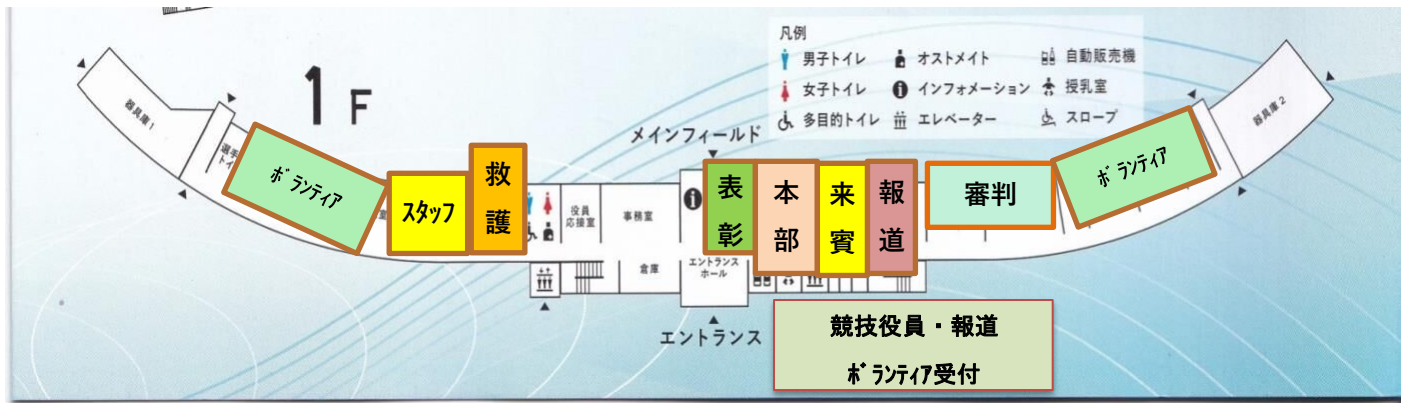 1F
凡例
男子トイレ
オストメイト
自動販売機
女子トイレ
インフォメーション
授乳室
多目的トイレ
エレベーター
スロープ
メインフィールド
器具庫1
選手
ﾎﾞﾗﾝﾃｨｱ
室
ｽﾀｯﾌ
救護
役員
応接室
事務室
倉庫
表彰
本部
来賓
報道
審判
ﾎﾞﾗﾝﾃｨｱ
器具庫2
エントランス
ホール
エントランス
競技役員・報道
ﾎﾞﾗﾝﾃｨｱ受付